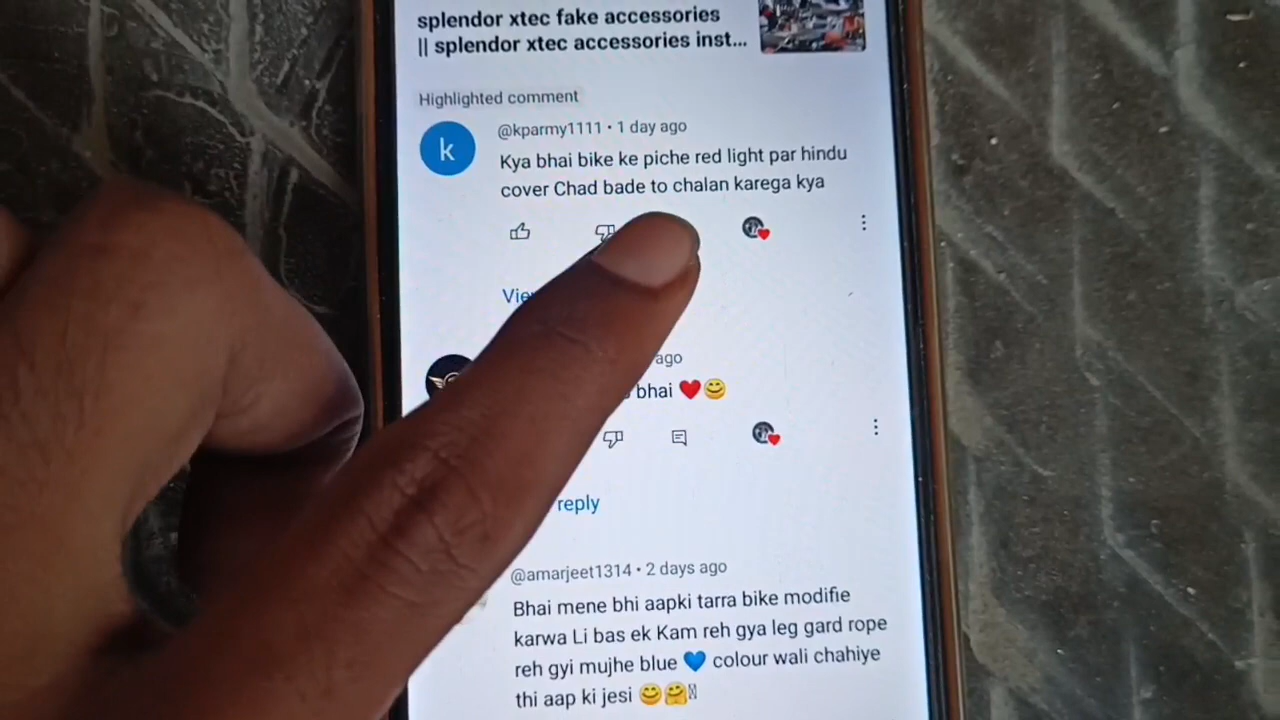 splendor xtec fake accessories
|| splendor xtec accessories inst...
Highlighted comment
k
@kparmy1111 • 1 day ago
Kya bhai bike ke piche red light par hindu
cover Chad bade to chalan karega kya
ago
bhai ❤️😊
reply
@amarjeet1314 • 2 days ago
Bhai mene bhi aapki tarra bike modifie
karwa Li bas ek Kam reh gya leg gard rope
reh gyi mujhe blue 💙 colour wali chahiye
thi aap ki jesi 😊🤗